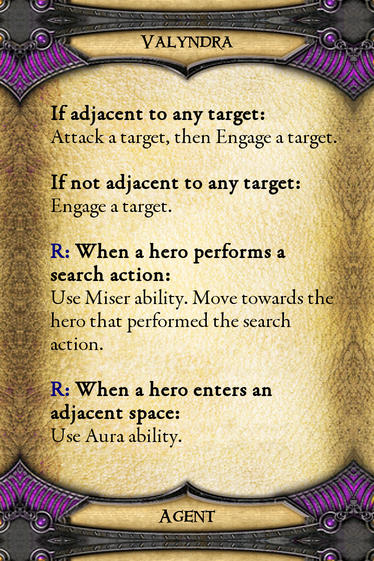 Valyndra
If adjacent to any target:
Attack a target, then Engage a target.
If not adjacent to any target:
Engage a target.
R: When a hero performs a
search action:
Use Miser ability. Move towards the
hero that performed the search
action.
R: When a hero enters an
adjacent space:
Use Aura ability.
Agent